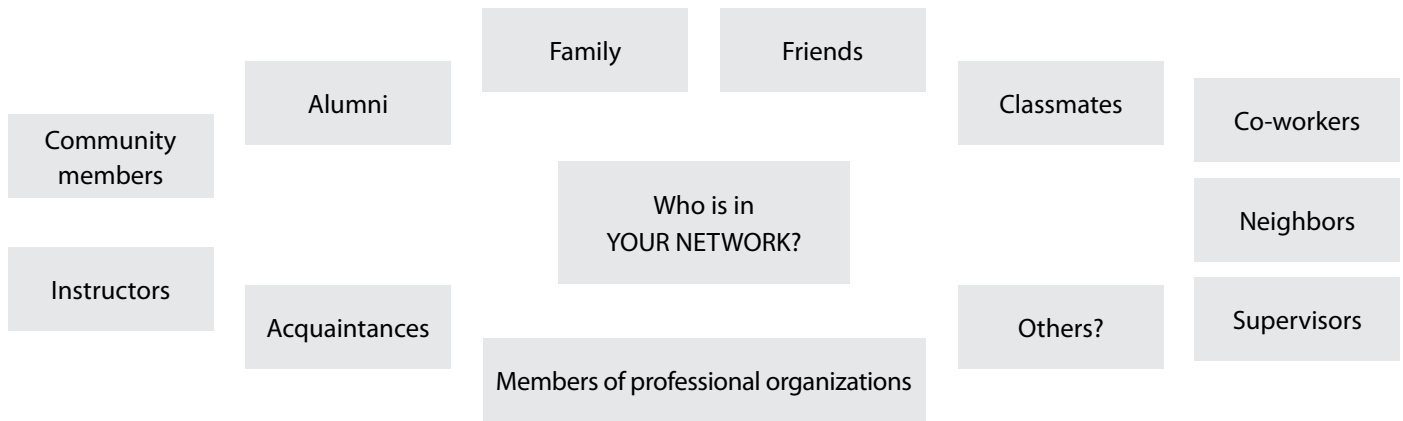 Family
Friends
Alumni
Classmates
Co-workers
Community
members
Who is in
YOUR NETWORK?
Neighbors
Instructors
Acquaintances
Others?
Supervisors
Members of professional organizations